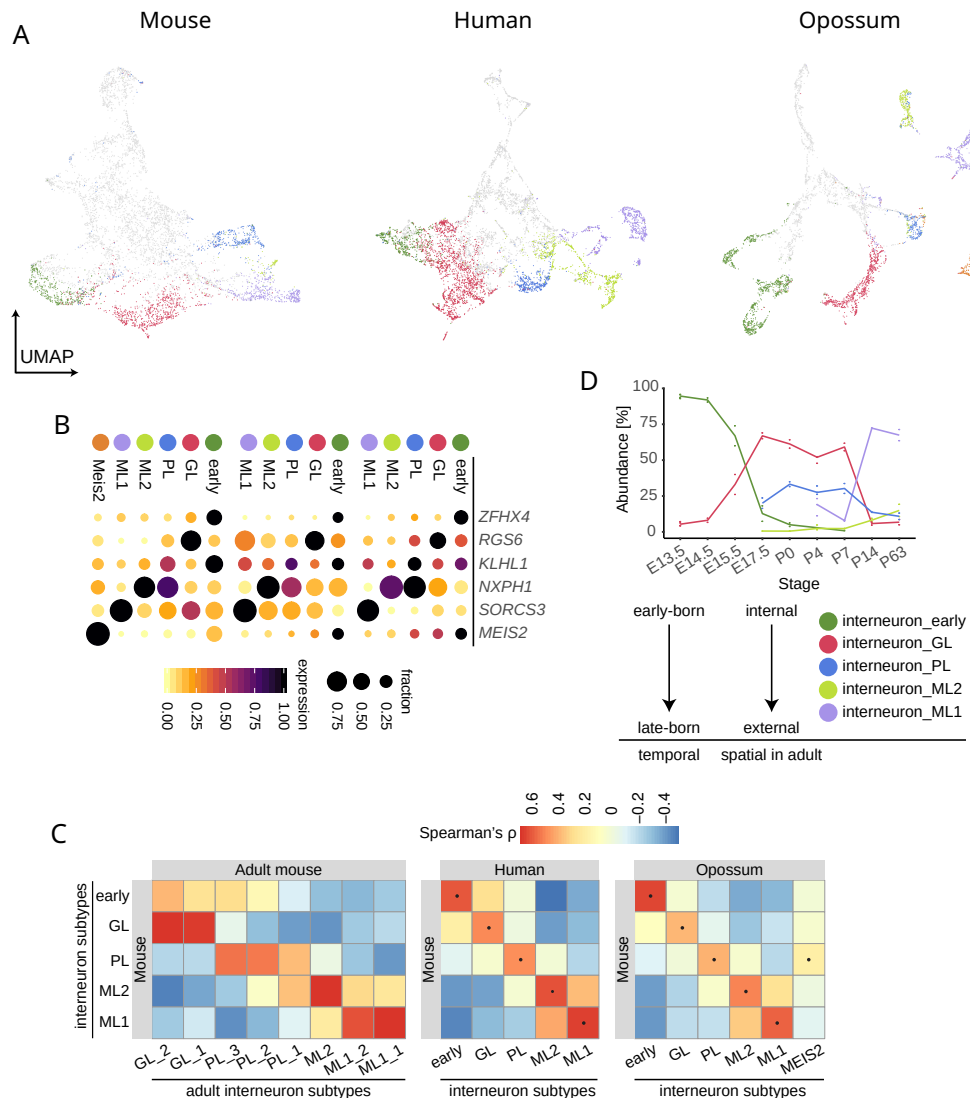 Mouse Human Opossum
A
UMAP
B
Meis2 ML1 ML2 PL GL early ML1 ML2 PL GL early ML1 ML2 PL GL early
ZFHX4
RGS6
KLHL1
NXPH1
SORCS3
MEIS2
0.00 0.25 0.50 0.75 1.00
expression
0.75 0.50 0.25
fraction
D
Abundance [%]
100
75
50
25
0
E13.5 E14.5 E15.5 E17.5 P0 P4 P7 P14 P63
Stage
early-born internal
late-born external
temporal spatial in adult
interneuron_early
interneuron_GL
interneuron_PL
interneuron_ML2
interneuron_ML1
C
Spearman's ρ
0.6 0.4 0.2 0 −0.2 −0.4
Adult mouse Human Opossum
interneuron subtypes
early
GL
PL
ML2
ML1
Mouse Mouse Mouse
GL_2 GL_1 PL_3 PL_2 PL_1 ML2 ML1_2 ML1_1
early GL PL ML2 ML1
early GL PL ML2 ML1 MEIS2
adult interneuron subtypes interneuron subtypes interneuron subtypes